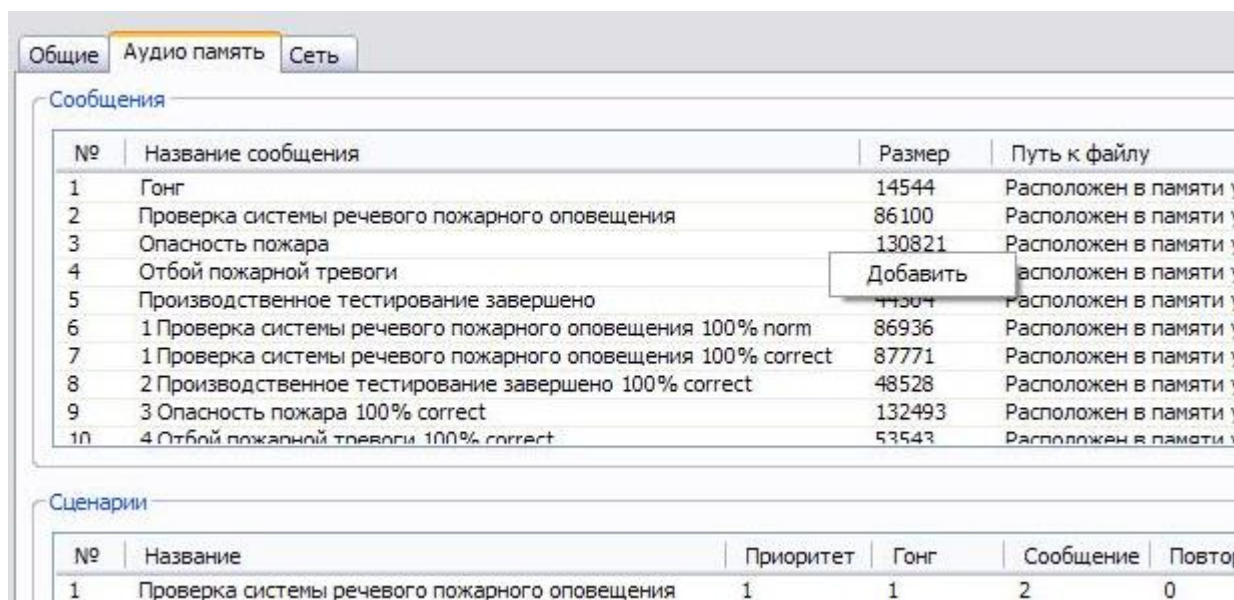 Общие Аудио память Сеть
Сообщения
№ Название сообщения Размер Путь к файлу
1 Гонг 14544 Расположен в памяти
2 Проверка системы речевого пожарного оповещения 86100 Расположен в памяти
3 Опасность пожара 130821 Расположен в памяти
4 Отбой пожарной тревоги Добавить Расположен в памяти
5 Производственное тестирование завершено Расположен в памяти
6 1 Проверка системы речевого пожарного оповещения 100% norm 86936 Расположен в памяти
7 1 Проверка системы речевого пожарного оповещения 100% correct 87771 Расположен в памяти
8 2 Производственное тестирование завершено 100% correct 48528 Расположен в памяти
9 3 Опасность пожара 100% correct 132493 Расположен в памяти
10 4 Отбой пожарной тревоги 100% correct 53543 Расположен в памяти
Сценарии
№ Название Приоритет Гонг Сообщение Повтор
1 Проверка системы речевого пожарного оповещения 1 1 2 0